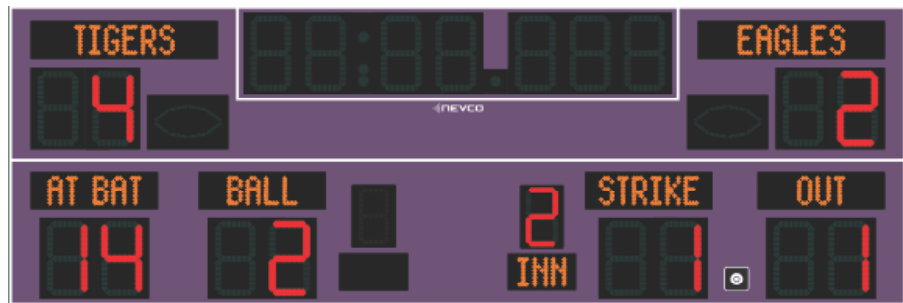 TIGERS
EAGLES
4
2
NEVCO
AT BAT
BALL
2
STRIKE
OUT
14
2
INN
1
1